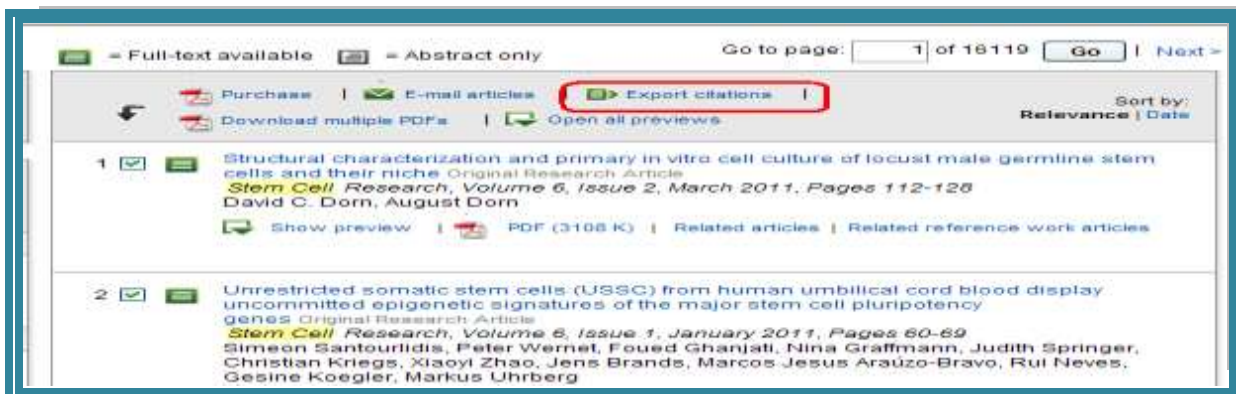 = Full-text available = Abstract only Go to page: 1 of 16119 Go | Next >
Purchase | E-mail articles | Export citations |
Download multiple PDFs | Open all previews
Sort by:
Relevance | Date
1 Structural characterization and primary in vitro cell culture of locust male germline stem
cells and their niche Original Research Article
Stem Cell Research, Volume 6, Issue 2, March 2011, Pages 112-128
David C. Dorn, August Dorn
Show preview | PDF (3108 K) | Related articles | Related reference work articles
2 Unrestricted somatic stem cells (USSC) from human umbilical cord blood display
uncommitted epigenetic signatures of the major stem cell pluripotency
genes Original Research Article
Stem Cell Research, Volume 6, Issue 1, January 2011, Pages 60-69
Simeon Santourlidis, Peter Wernet, Foued Ghanjati, Nina Graffmann, Judith Springer,
Christian Kriegs, Xiaoyi Zhao, Jens Brands, Marcos Jesus Araúzo-Bravo, Rui Neves,
Gesine Koegler, Markus Uhrberg